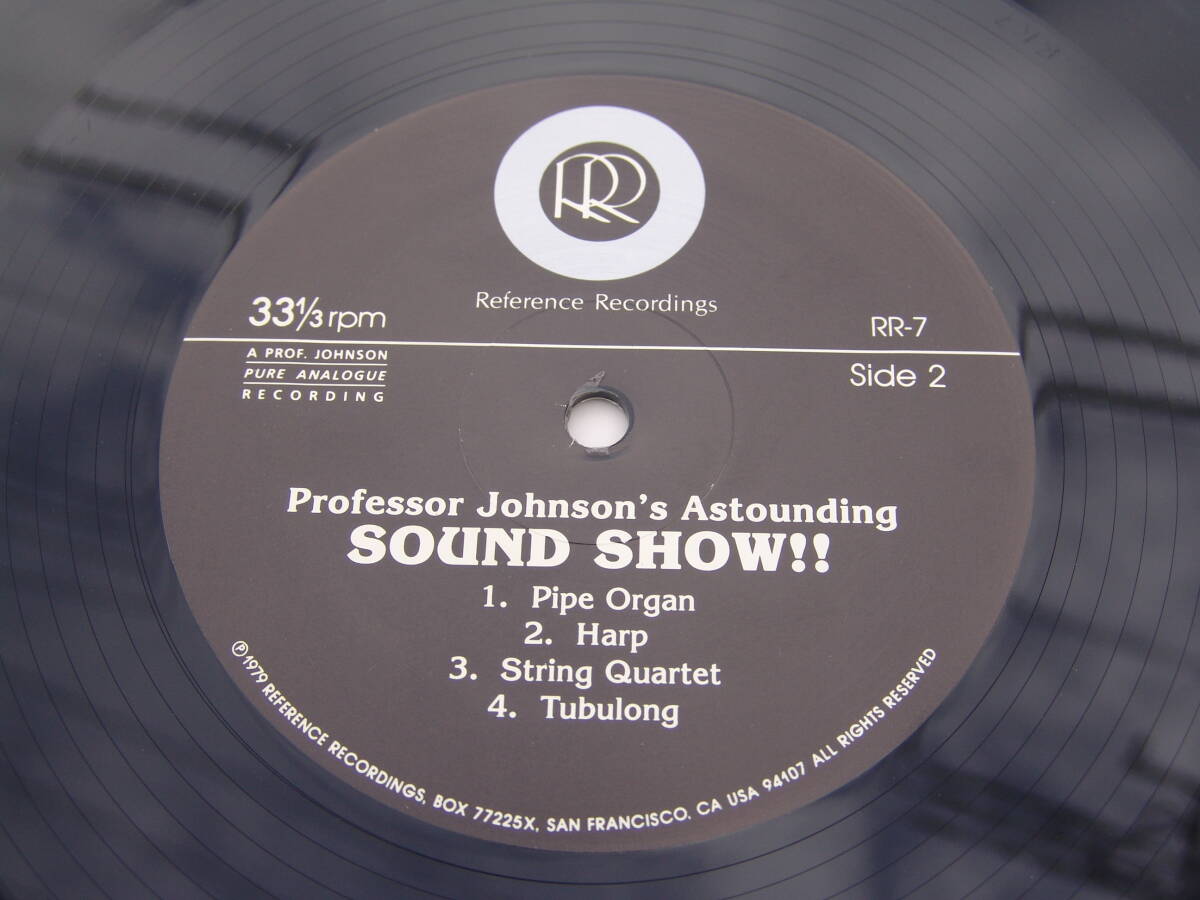 RR
Reference Recordings
33⅓ rpm
RR-7
A PROF. JOHNSON
PURE ANALOGUE
RECORDING
Side 2
Professor Johnson's Astounding
SOUND SHOW!!
1. Pipe Organ
2. Harp
3. String Quartet
4. Tubulong
℗1979 REFERENCE RECORDINGS, BOX 77225X, SAN FRANCISCO, CA USA 94107 ALL RIGHTS RESERVED